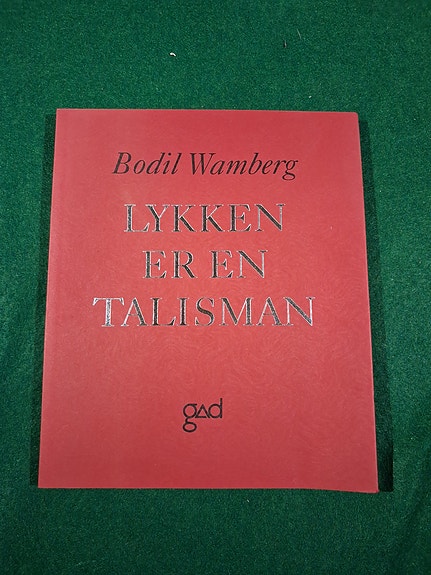 Bodil Wamberg
LYKKEN
ER EN
TALISMAN
gad